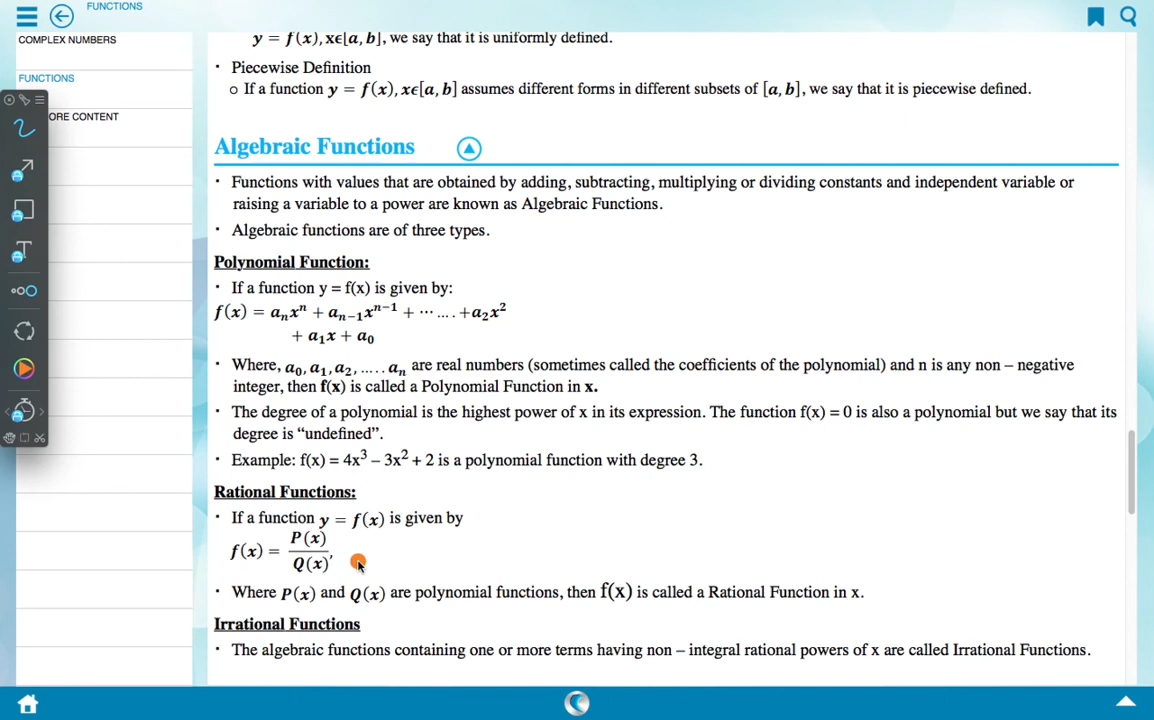 FUNCTIONS
COMPLEX NUMBERS
FUNCTIONS
ORE CONTENT
y = f(x), xϵ[a, b], we say that it is uniformly defined.
· Piecewise Definition
o If a function y = f(x), xϵ[a, b] assumes different forms in different subsets of [a, b], we say that it is piecewise defined.
Algebraic Functions
· Functions with values that are obtained by adding, subtracting, multiplying or dividing constants and independent variable or
raising a variable to a power are known as Algebraic Functions.
· Algebraic functions are of three types.
Polynomial Function:
· If a function y = f(x) is given by:
f(x) = aₙxⁿ + aₙ₋₁xⁿ⁻¹ + ⋯ … . +a₂x²
+ a₁x + a₀
· Where, a₀, a₁, a₂, ….. aₙ are real numbers (sometimes called the coefficients of the polynomial) and n is any non – negative
integer, then f(x) is called a Polynomial Function in x.
· The degree of a polynomial is the highest power of x in its expression. The function f(x) = 0 is also a polynomial but we say that its
degree is “undefined”.
· Example: f(x) = 4x³ – 3x² + 2 is a polynomial function with degree 3.
Rational Functions:
· If a function y = f(x) is given by
f(x) = P(x)/Q(x),
· Where P(x) and Q(x) are polynomial functions, then f(x) is called a Rational Function in x.
Irrational Functions
· The algebraic functions containing one or more terms having non – integral rational powers of x are called Irrational Functions.